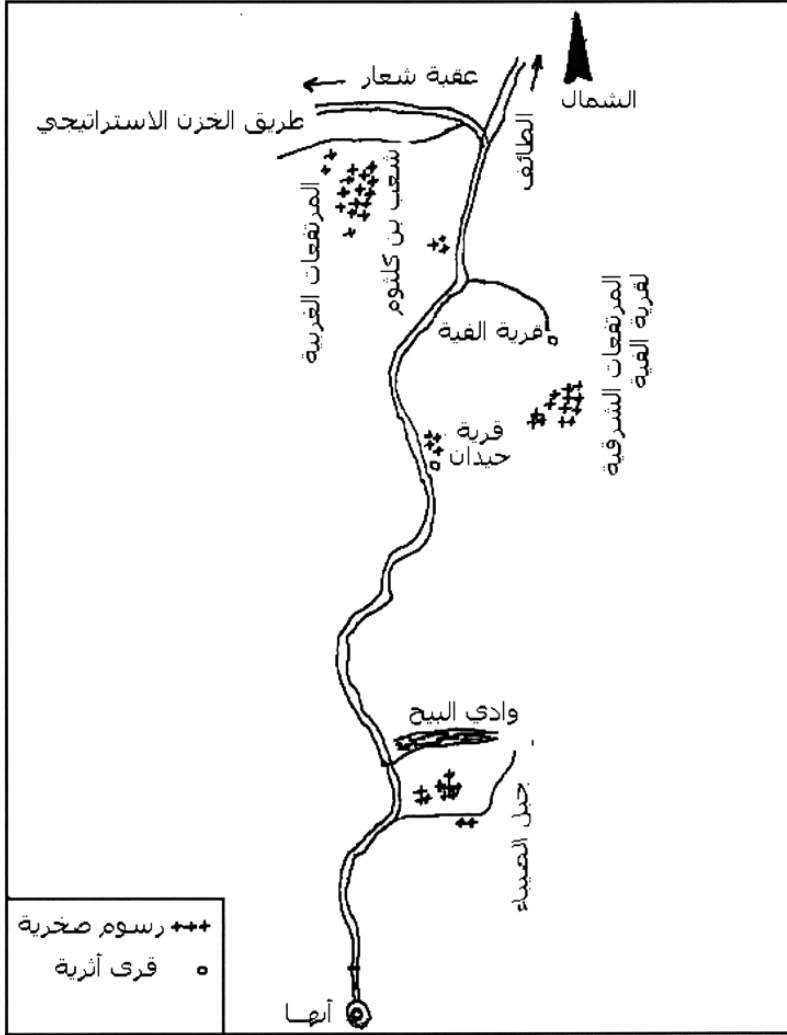 الشمال
عقبة شعار
الطائف
طريق الخزن الاستراتيجي
شعب بن كلثوم
المرتفعات الغربية
قرية الفية
المرتفعات الشرقية
لقرية الفية
قرية
حيدان
وادي البيح
جبل الصيباء
رسوم صخرية
قرى أثرية
أبها